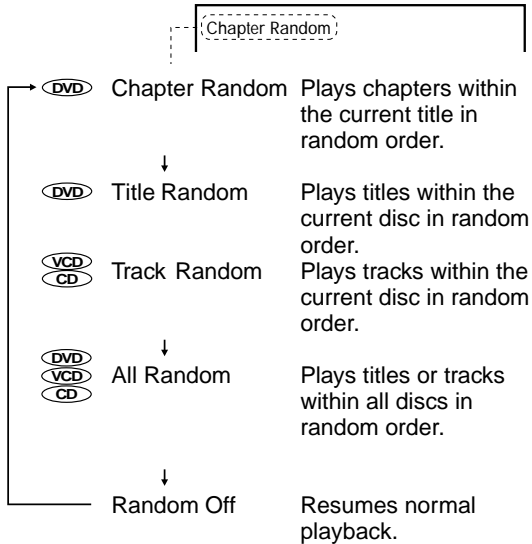 Chapter Random
DVD Chapter Random Plays chapters within
the current title in
random order.
DVD Title Random Plays titles within the
current disc in random
order.
VCD
CD
Track Random Plays tracks within the
current disc in random
order.
DVD
VCD
CD
All Random Plays titles or tracks
within all discs in
random order.
Random Off Resumes normal
playback.